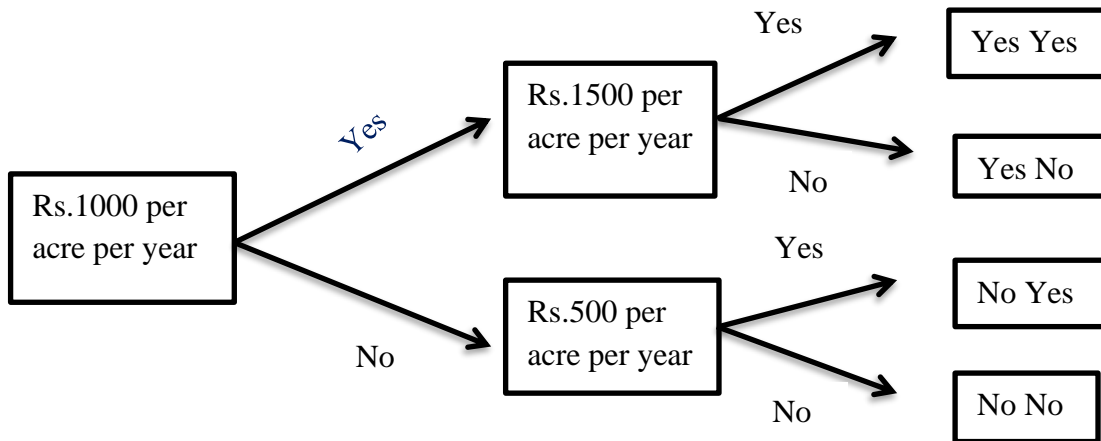 Rs.1000 per
acre per year
Yes
No
Rs.1500 per
acre per year
Yes
No
Rs.500 per
acre per year
Yes
No
Yes Yes
Yes No
No Yes
No No